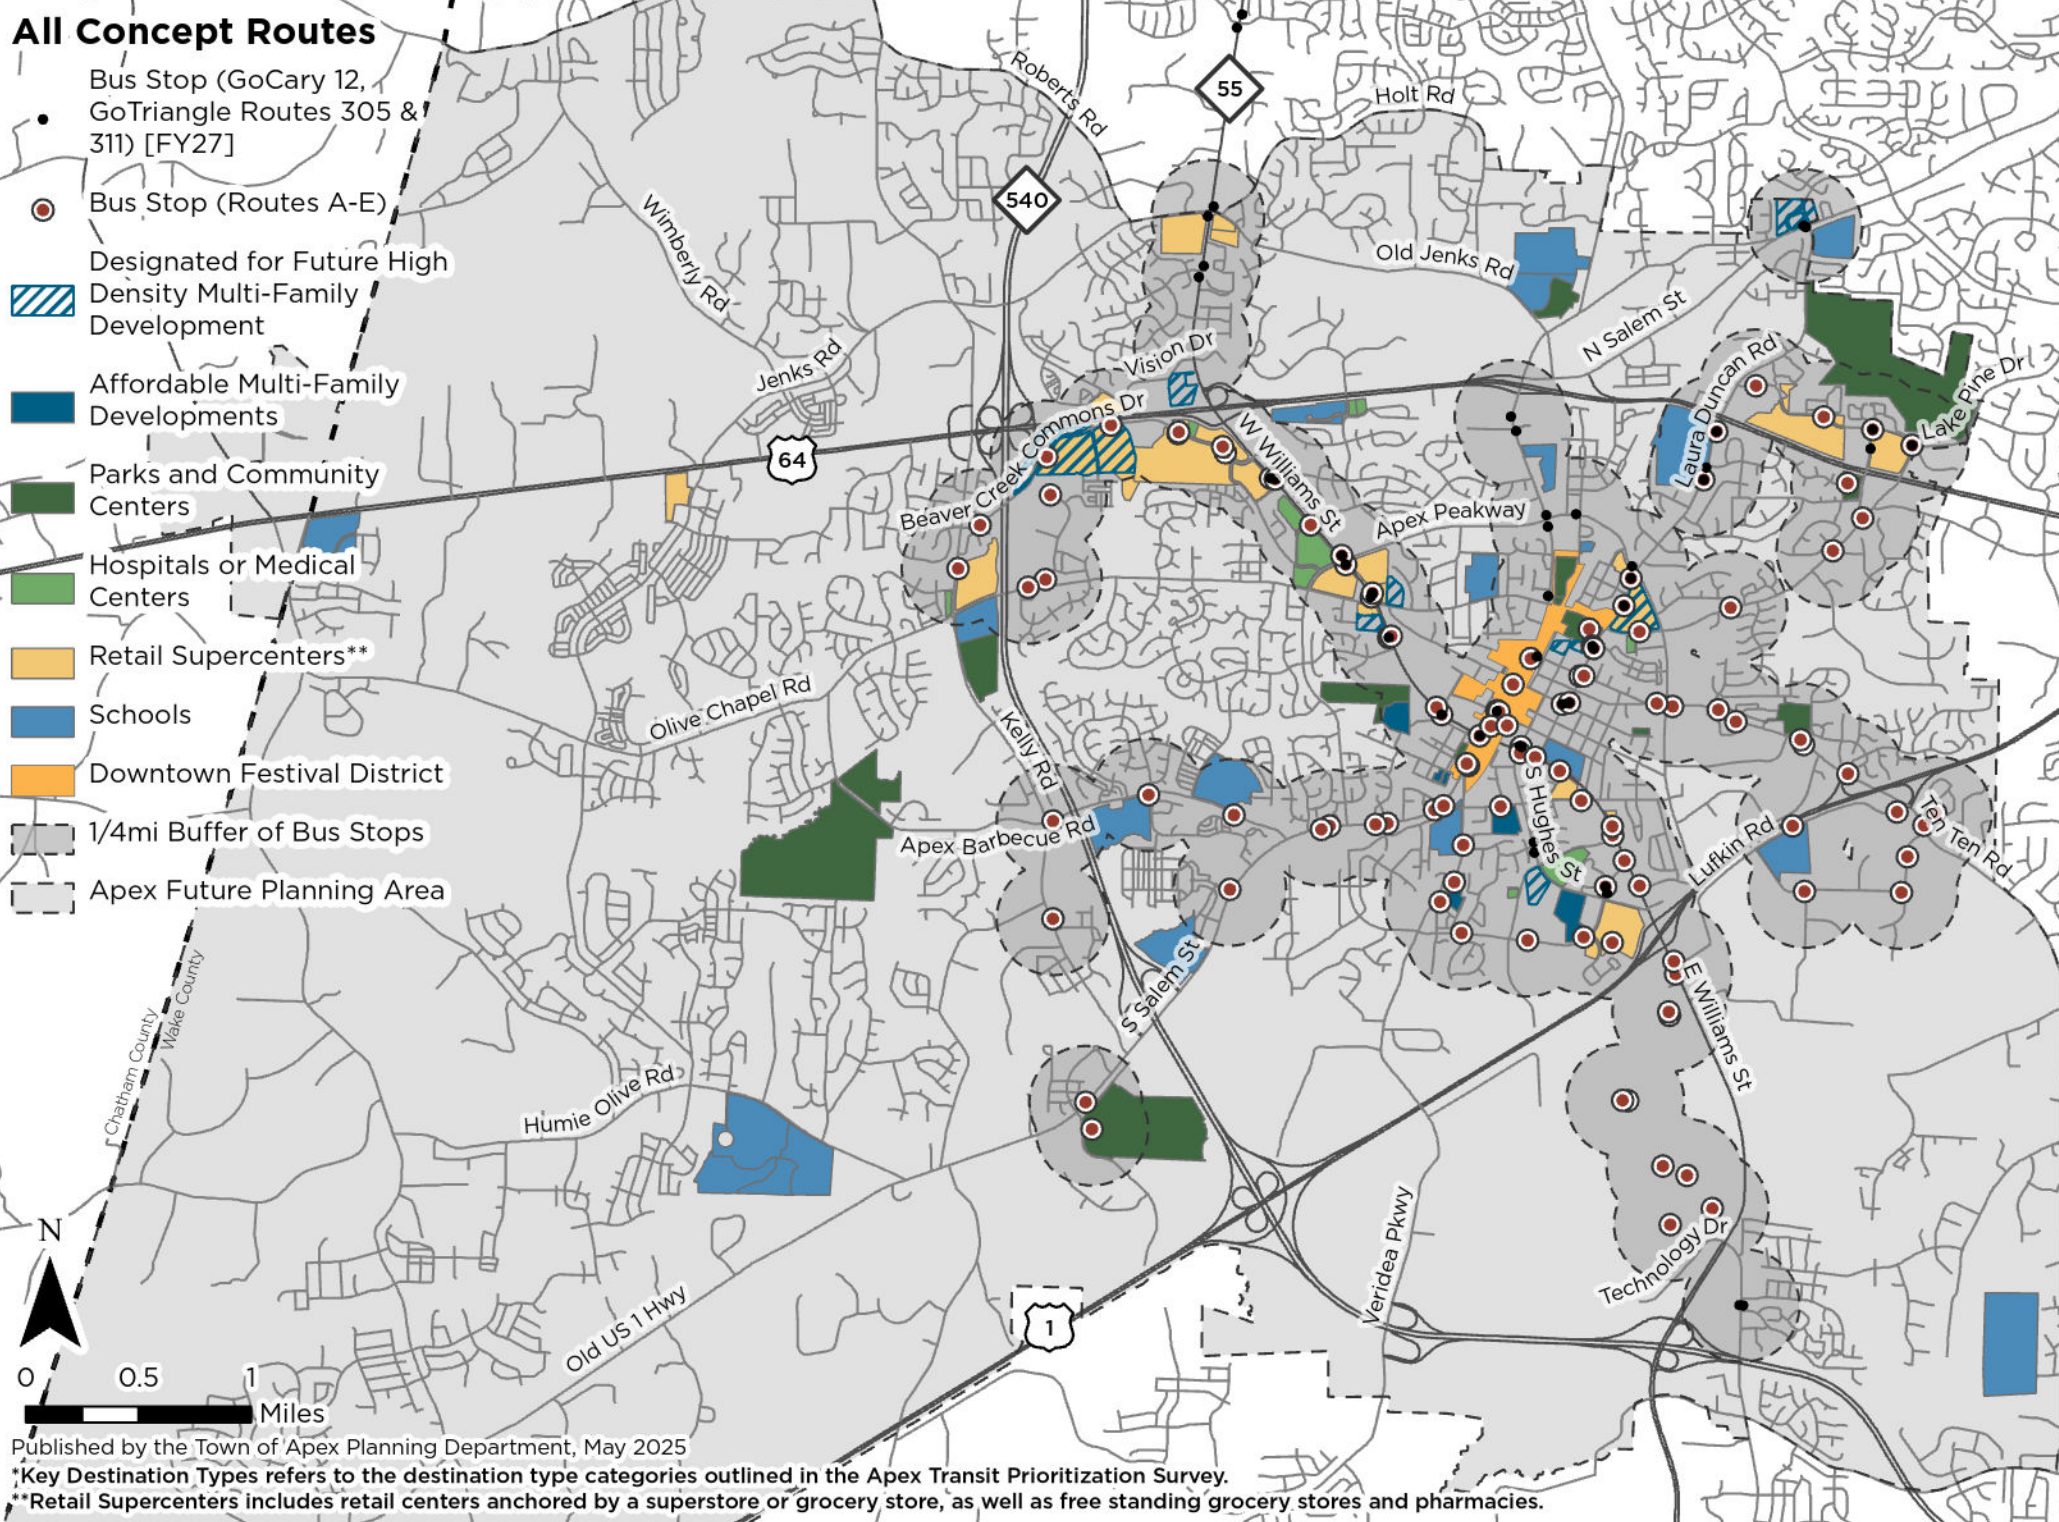 All Concept Routes
Bus Stop (GoCary 12,
GoTriangle Routes 305 &
311) [FY27]
Bus Stop (Routes A-E)
Designated for Future High
Density Multi-Family
Development
Affordable Multi-Family
Developments
Parks and Community
Centers
Hospitals or Medical
Centers
Retail Supercenters**
Schools
Downtown Festival District
1/4mi Buffer of Bus Stops
Apex Future Planning Area
Roberts Rd
55
Holt Rd
540
Wimberly Rd
Old Jenks Rd
N Salem St
Vision Dr
Jenks Rd
Laura Duncan Rd
Lake Pine Dr
Beaver Creek Commons Dr
W Williams St
64
Apex Peakway
Olive Chapel Rd
Kelly Rd
S Hughes St
Apex Barbecue Rd
Lufkin Rd
Ten Ten Rd
S Salem St
E Williams St
Chatham County
Wake County
Humie Olive Rd
Veridea Pkwy
Technology Dr
Old US 1 Hwy
1
N
0 0.5 1
Miles
Published by the Town of Apex Planning Department, May 2025
*Key Destination Types refers to the destination type categories outlined in the Apex Transit Prioritization Survey.
**Retail Supercenters includes retail centers anchored by a superstore or grocery store, as well as free standing grocery stores and pharmacies.